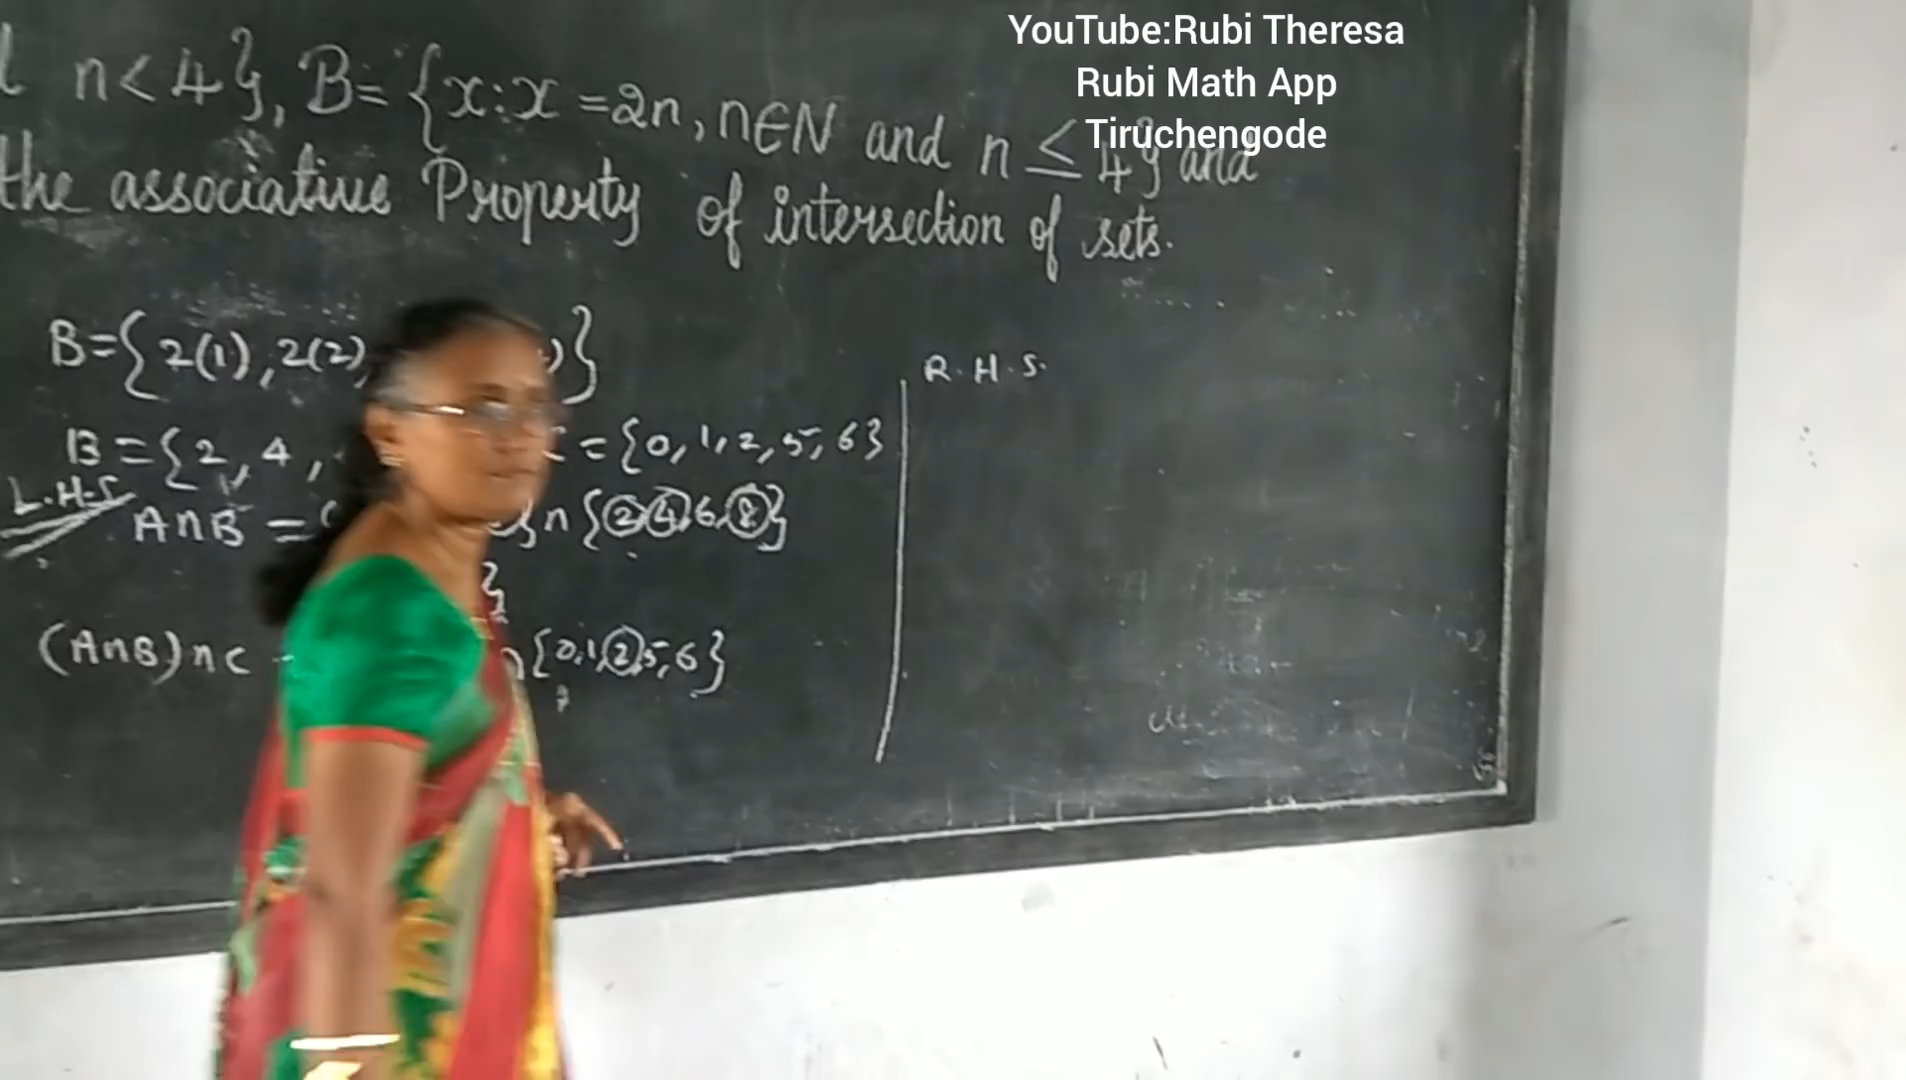 YouTube:Rubi Theresa
Rubi Math App
Tiruchengode
n<4}, B= {x:x =2n, n∈N and n ≤ 4} and
the associative Property of intersection of sets.
B={2(1), 2(2), )}
B={2, 4, = {0, 1, 2, 5, 6}
L.H.S
A∩B = }∩{2,4,6,8}
}
(A∩B)∩C ∩{0,1,2,5,6}
R.H.S.